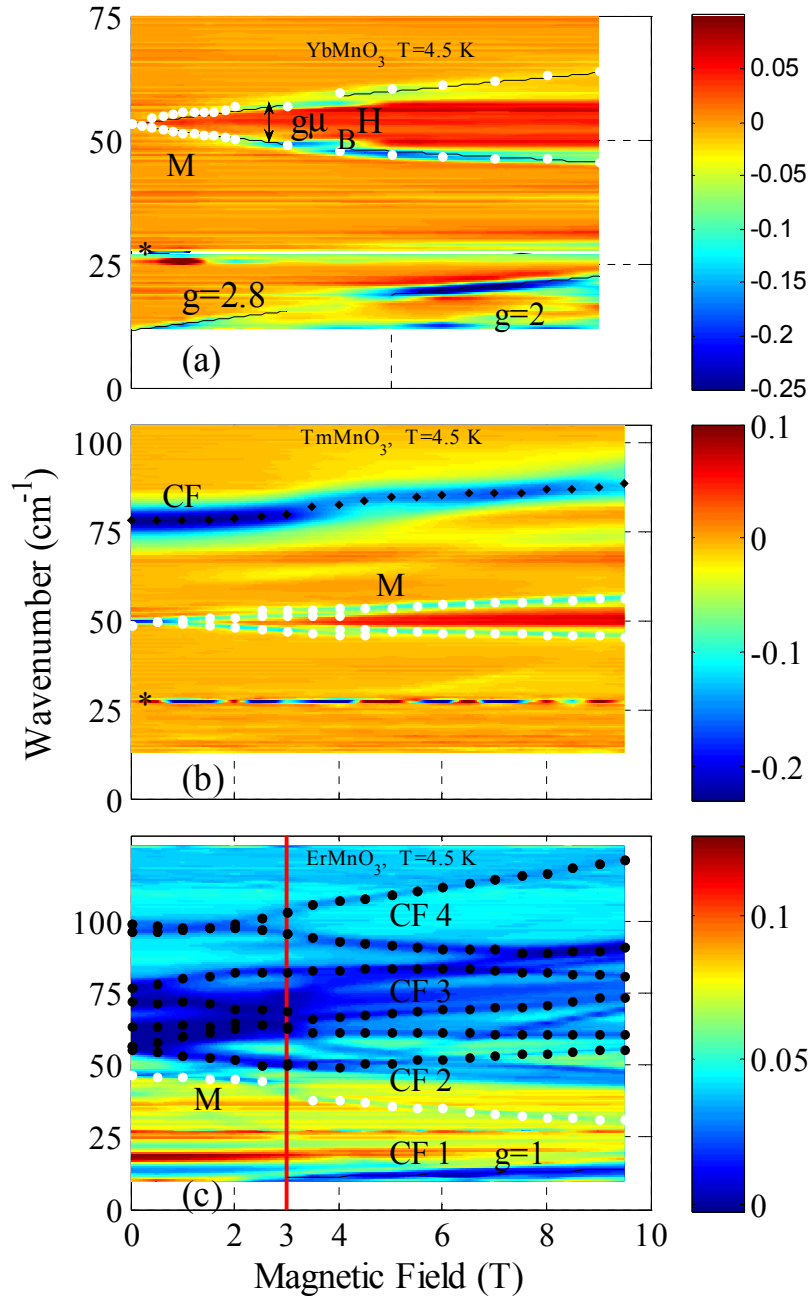 75
50
25
0
YbMnO3 T=4.5 K
gμBH
M
*
g=2.8
g=2
(a)
0.05
0
-0.05
-0.1
-0.15
-0.2
-0.25
Wavenumber (cm-1)
100
75
50
25
0
TmMnO3, T=4.5 K
CF
M
*
(b)
0.1
0
-0.1
-0.2
100
75
50
25
0
ErMnO3, T=4.5 K
CF 4
CF 3
CF 2
M
CF 1 g=1
(c)
0.1
0.05
0
0 2 3 4 6 8 10
Magnetic Field (T)